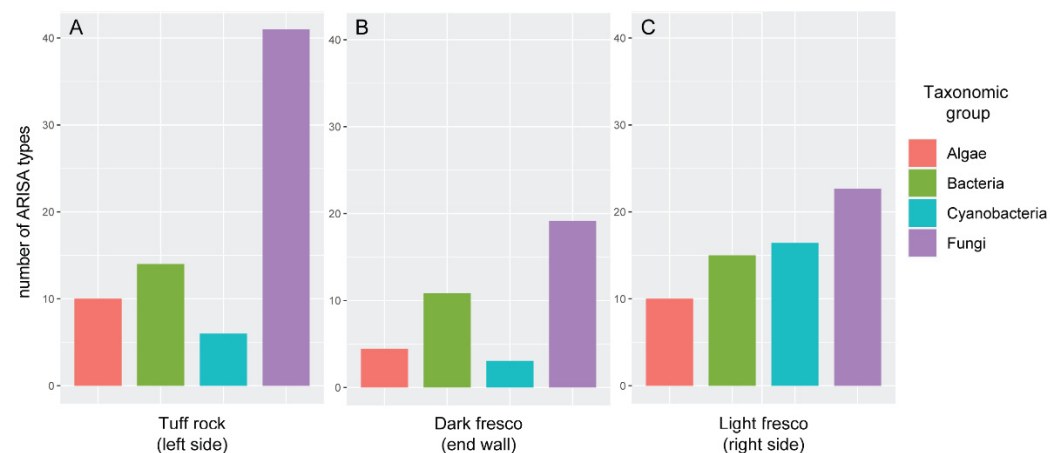 A
B
C
number of ARISA types
40
30
20
10
0
40
30
20
10
0
40
30
20
10
0
Tuff rock
(left side)
Dark fresco
(end wall)
Light fresco
(right side)
Taxonomic
group
Algae
Bacteria
Cyanobacteria
Fungi